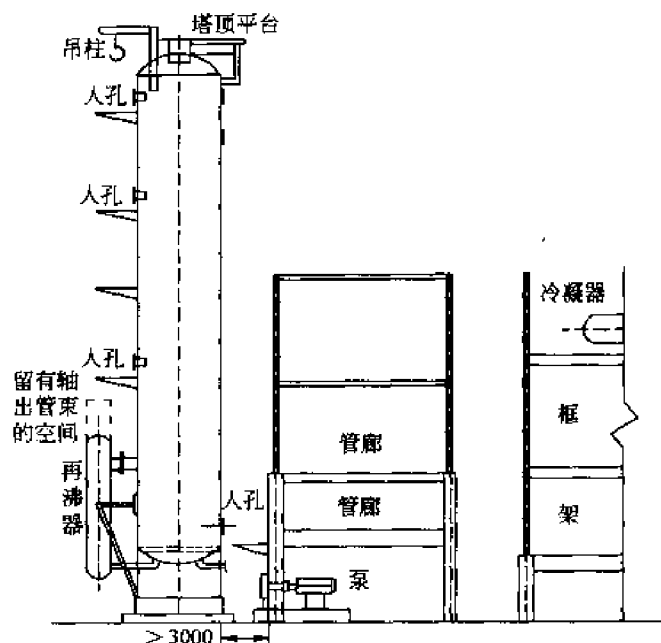 塔顶平台
吊柱
人孔
人孔
冷凝器
人孔
留有轴
出管束
的空间
框
管廊
再沸器
人孔
管廊
架
泵
>3000